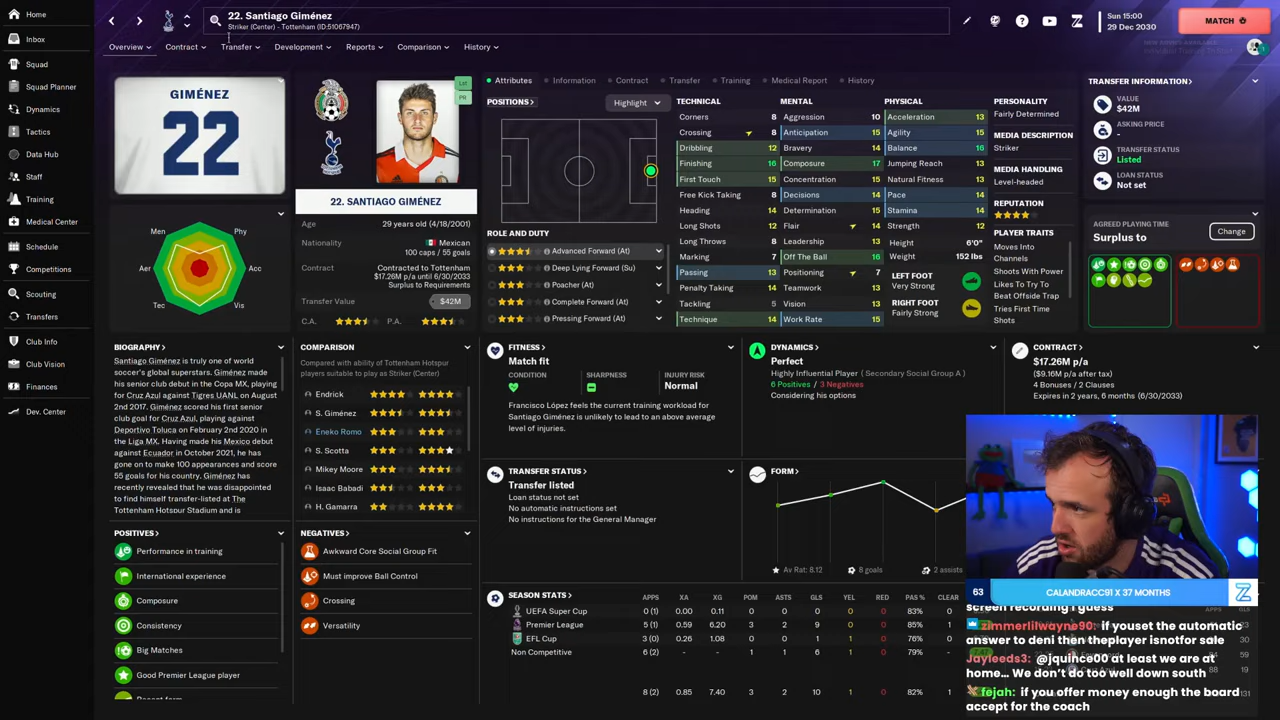 Home
Inbox
Squad
Squad Planner
Dynamics
Tactics
Data Hub
Staff
Training
Medical Center
Schedule
Competitions
Scouting
Transfers
Club Info
Club Vision
Finances
Dev. Center
22. Santiago Giménez
Striker (Center) - Tottenham (ID:51067947)
Sun 15:00
29 Dec 2030
MATCH
Overview
Contract
Transfer
Development
Reports
Comparison
History
GIMÉNEZ
22
LST
PR
22. SANTIAGO GIMÉNEZ
Age 29 years old (4/18/2001)
Nationality Mexican
100 caps / 55 goals
Contract Contracted to Tottenham
$17.26M p/a until 6/30/2033
Surplus to Requirements
Transfer Value $42M
C.A. P.A.
Men Phy
Aer Acc
Tec Vis
Attributes Information Contract Transfer Training Medical Report History
POSITIONS > Highlight
ROLE AND DUTY
Advanced Forward (At)
Deep Lying Forward (Su)
Poacher (At)
Complete Forward (At)
Pressing Forward (At)
TECHNICAL
Corners 8
Crossing 8
Dribbling 12
Finishing 16
First Touch 15
Free Kick Taking 8
Heading 14
Long Shots 12
Long Throws 8
Marking 7
Passing 13
Penalty Taking 14
Tackling 5
Technique 14
MENTAL
Aggression 10
Anticipation 15
Bravery 14
Composure 17
Concentration 15
Decisions 14
Determination 15
Flair 14
Leadership 13
Off The Ball 16
Positioning 7
Teamwork 13
Vision 13
Work Rate 15
PHYSICAL
Acceleration 13
Agility 15
Balance 16
Jumping Reach 13
Natural Fitness 13
Pace 14
Stamina 14
Strength 12
Height 6'0"
Weight 152 lbs
LEFT FOOT
Very Strong
RIGHT FOOT
Fairly Strong
PERSONALITY
Fairly Determined
MEDIA DESCRIPTION
Striker
MEDIA HANDLING
Level-headed
REPUTATION
PLAYER TRAITS
Moves Into
Channels
Shoots With Power
Likes To Try To
Beat Offside Trap
Tries First Time
Shots
TRANSFER INFORMATION >
VALUE
$42M
ASKING PRICE
-
TRANSFER STATUS
Listed
LOAN STATUS
Not set
AGREED PLAYING TIME
Surplus to
Change
BIOGRAPHY >
Santiago Giménez is truly one of world
soccer's global superstars. Giménez
made his senior club debut in the Copa MX, playing
for Cruz Azul against Tigres UANL on August
2nd 2017. Giménez scored his first senior
club goal for Cruz Azul, playing against
Deportivo Toluca on February 2nd 2020 in
the Liga MX. Having made his Mexico debut
against Ecuador in October 2021, he has
gone on to make 100 appearances and score
55 goals for his country. Giménez has
recently revealed that he was disappointed
to find himself transfer-listed at The
Tottenham Hotspur Stadium and is
COMPARISON
Compared with ability of Tottenham Hotspur
players suitable to play as Striker (Center)
Endrick
S. Giménez
Eneko Romo
S. Scotta
Mikey Moore
Isaac Babadi
H. Gamarra
FITNESS >
Match fit
CONDITION SHARPNESS INJURY RISK
Normal
Francisco López feels the current training workload for
Santiago Giménez is unlikely to lead to an above average
level of injuries.
DYNAMICS >
Perfect
Highly Influential Player ( Secondary Social Group A )
6 Positives / 3 Negatives
Considering his options
CONTRACT >
$17.26M p/a
($9.15M p/a after tax)
4 Bonuses / 2 Clauses
Expires in 2 years, 6 months (6/30/2033)
TRANSFER STATUS >
Transfer listed
Loan status not set
No automatic instructions set
No instructions for the General Manager
FORM >
Av Rat: 8.12 8 goals 2 assists
POSITIVES >
Performance in training
International experience
Composure
Consistency
Big Matches
Good Premier League player
Recent form
NEGATIVES >
Awkward Core Social Group Fit
Must improve Ball Control
Crossing
Versatility
SEASON STATS > APPS XA XG POM ASTS GLS YEL RED PAS % CLEAR
UEFA Super Cup 0 (1) 0.00 0.11 0 0 0 0 0 83% 0
Premier League 5 (1) 0.59 6.20 3 2 9 0 0 85% 1
EFL Cup 3 (0) 0.26 1.08 0 0 1 1 0 76% 0
Non Competitive 6 (2) - - 1 1 6 1 0 79% -
8 (2) 0.85 7.40 3 2 10 1 0 82% 1
63 CALANDRACC91 X 37 MONTHS
screen recording I guess
zimmerlilwayne90: if youset the automatic
answer to deni then theplayer isnotfor sale
Jayleeds3: @jquince00 at least we are at
home... We don't do too well down south
fejah: if you offer money enough the board
accept for the coach